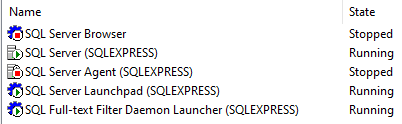 Name State
SQL Server Browser Stopped
SQL Server (SQLEXPRESS) Running
SQL Server Agent (SQLEXPRESS) Stopped
SQL Server Launchpad (SQLEXPRESS) Running
SQL Full-text Filter Daemon Launcher (SQLEXPRESS) Running